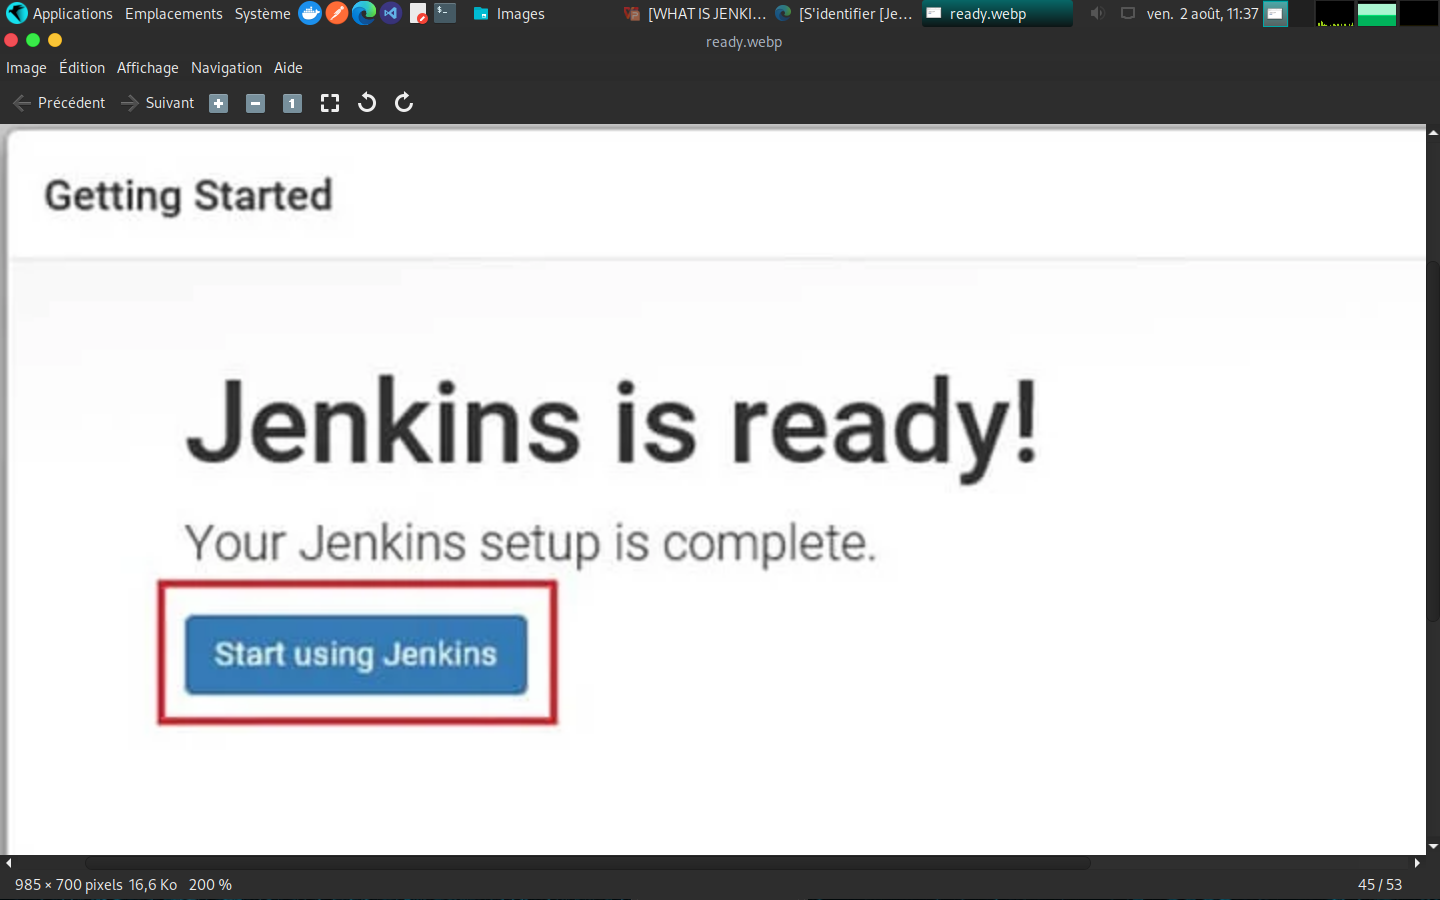 Applications Emplacements Système Images [WHAT IS JENKI... [S'identifier [Je... ready.webp ven. 2 août, 11:37
ready.webp
Image Édition Affichage Navigation Aide
Précédent Suivant
Getting Started
Jenkins is ready!
Your Jenkins setup is complete.
Start using Jenkins
985 × 700 pixels 16,6 Ko 200 % 45 / 53